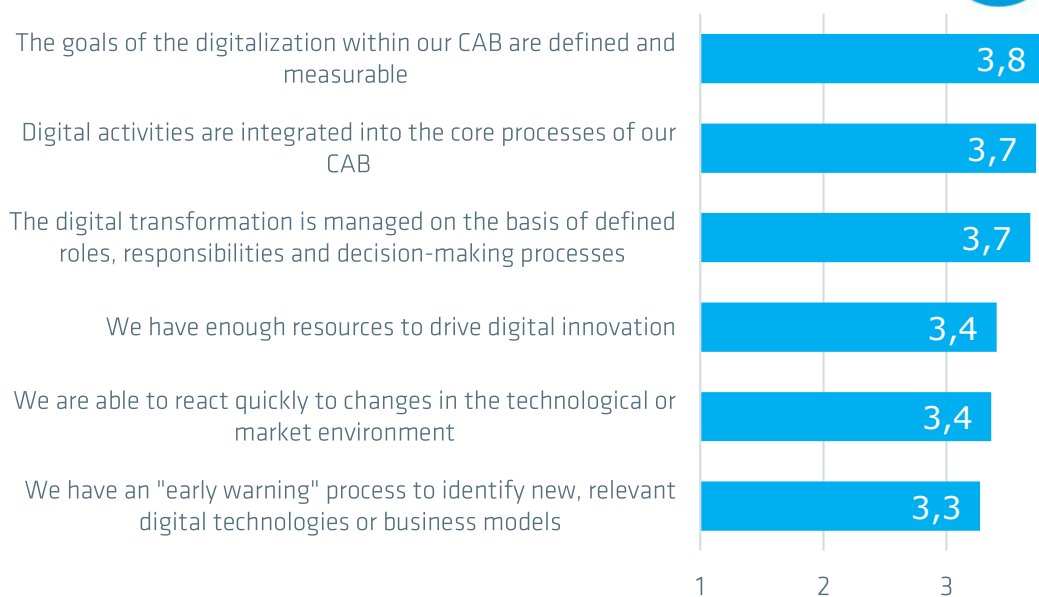 The goals of the digitalization within our CAB are defined and
measurable
3,8
Digital activities are integrated into the core processes of our
CAB
3,7
The digital transformation is managed on the basis of defined
roles, responsibilities and decision-making processes
3,7
We have enough resources to drive digital innovation
3,4
We are able to react quickly to changes in the technological or
market environment
3,4
We have an "early warning" process to identify new, relevant
digital technologies or business models
3,3
1 2 3